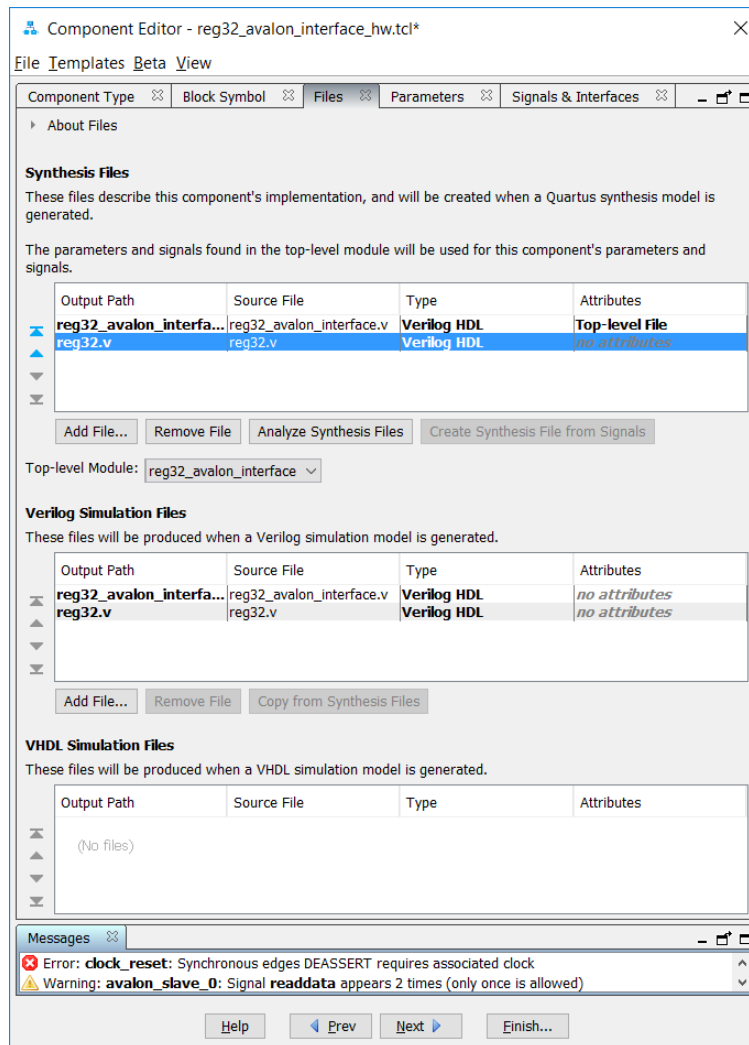 Component Editor - reg32_avalon_interface_hw.tcl*
File Templates Beta View
Component Type Block Symbol Files Parameters Signals & Interfaces
About Files
Synthesis Files
These files describe this component's implementation, and will be created when a Quartus synthesis model is
generated.
The parameters and signals found in the top-level module will be used for this component's parameters and
signals.
Output Path Source File Type Attributes
reg32_avalon_interfa... reg32_avalon_interface.v Verilog HDL Top-level File
reg32.v reg32.v Verilog HDL no attributes
Add File... Remove File Analyze Synthesis Files Create Synthesis File from Signals
Top-level Module: reg32_avalon_interface
Verilog Simulation Files
These files will be produced when a Verilog simulation model is generated.
Output Path Source File Type Attributes
reg32_avalon_interfa... reg32_avalon_interface.v Verilog HDL no attributes
reg32.v reg32.v Verilog HDL no attributes
Add File... Remove File Copy from Synthesis Files
VHDL Simulation Files
These files will be produced when a VHDL simulation model is generated.
Output Path Source File Type Attributes
(No files)
Messages
Error: clock_reset: Synchronous edges DEASSERT requires associated clock
Warning: avalon_slave_0: Signal readdata appears 2 times (only once is allowed)
Help Prev Next Finish...